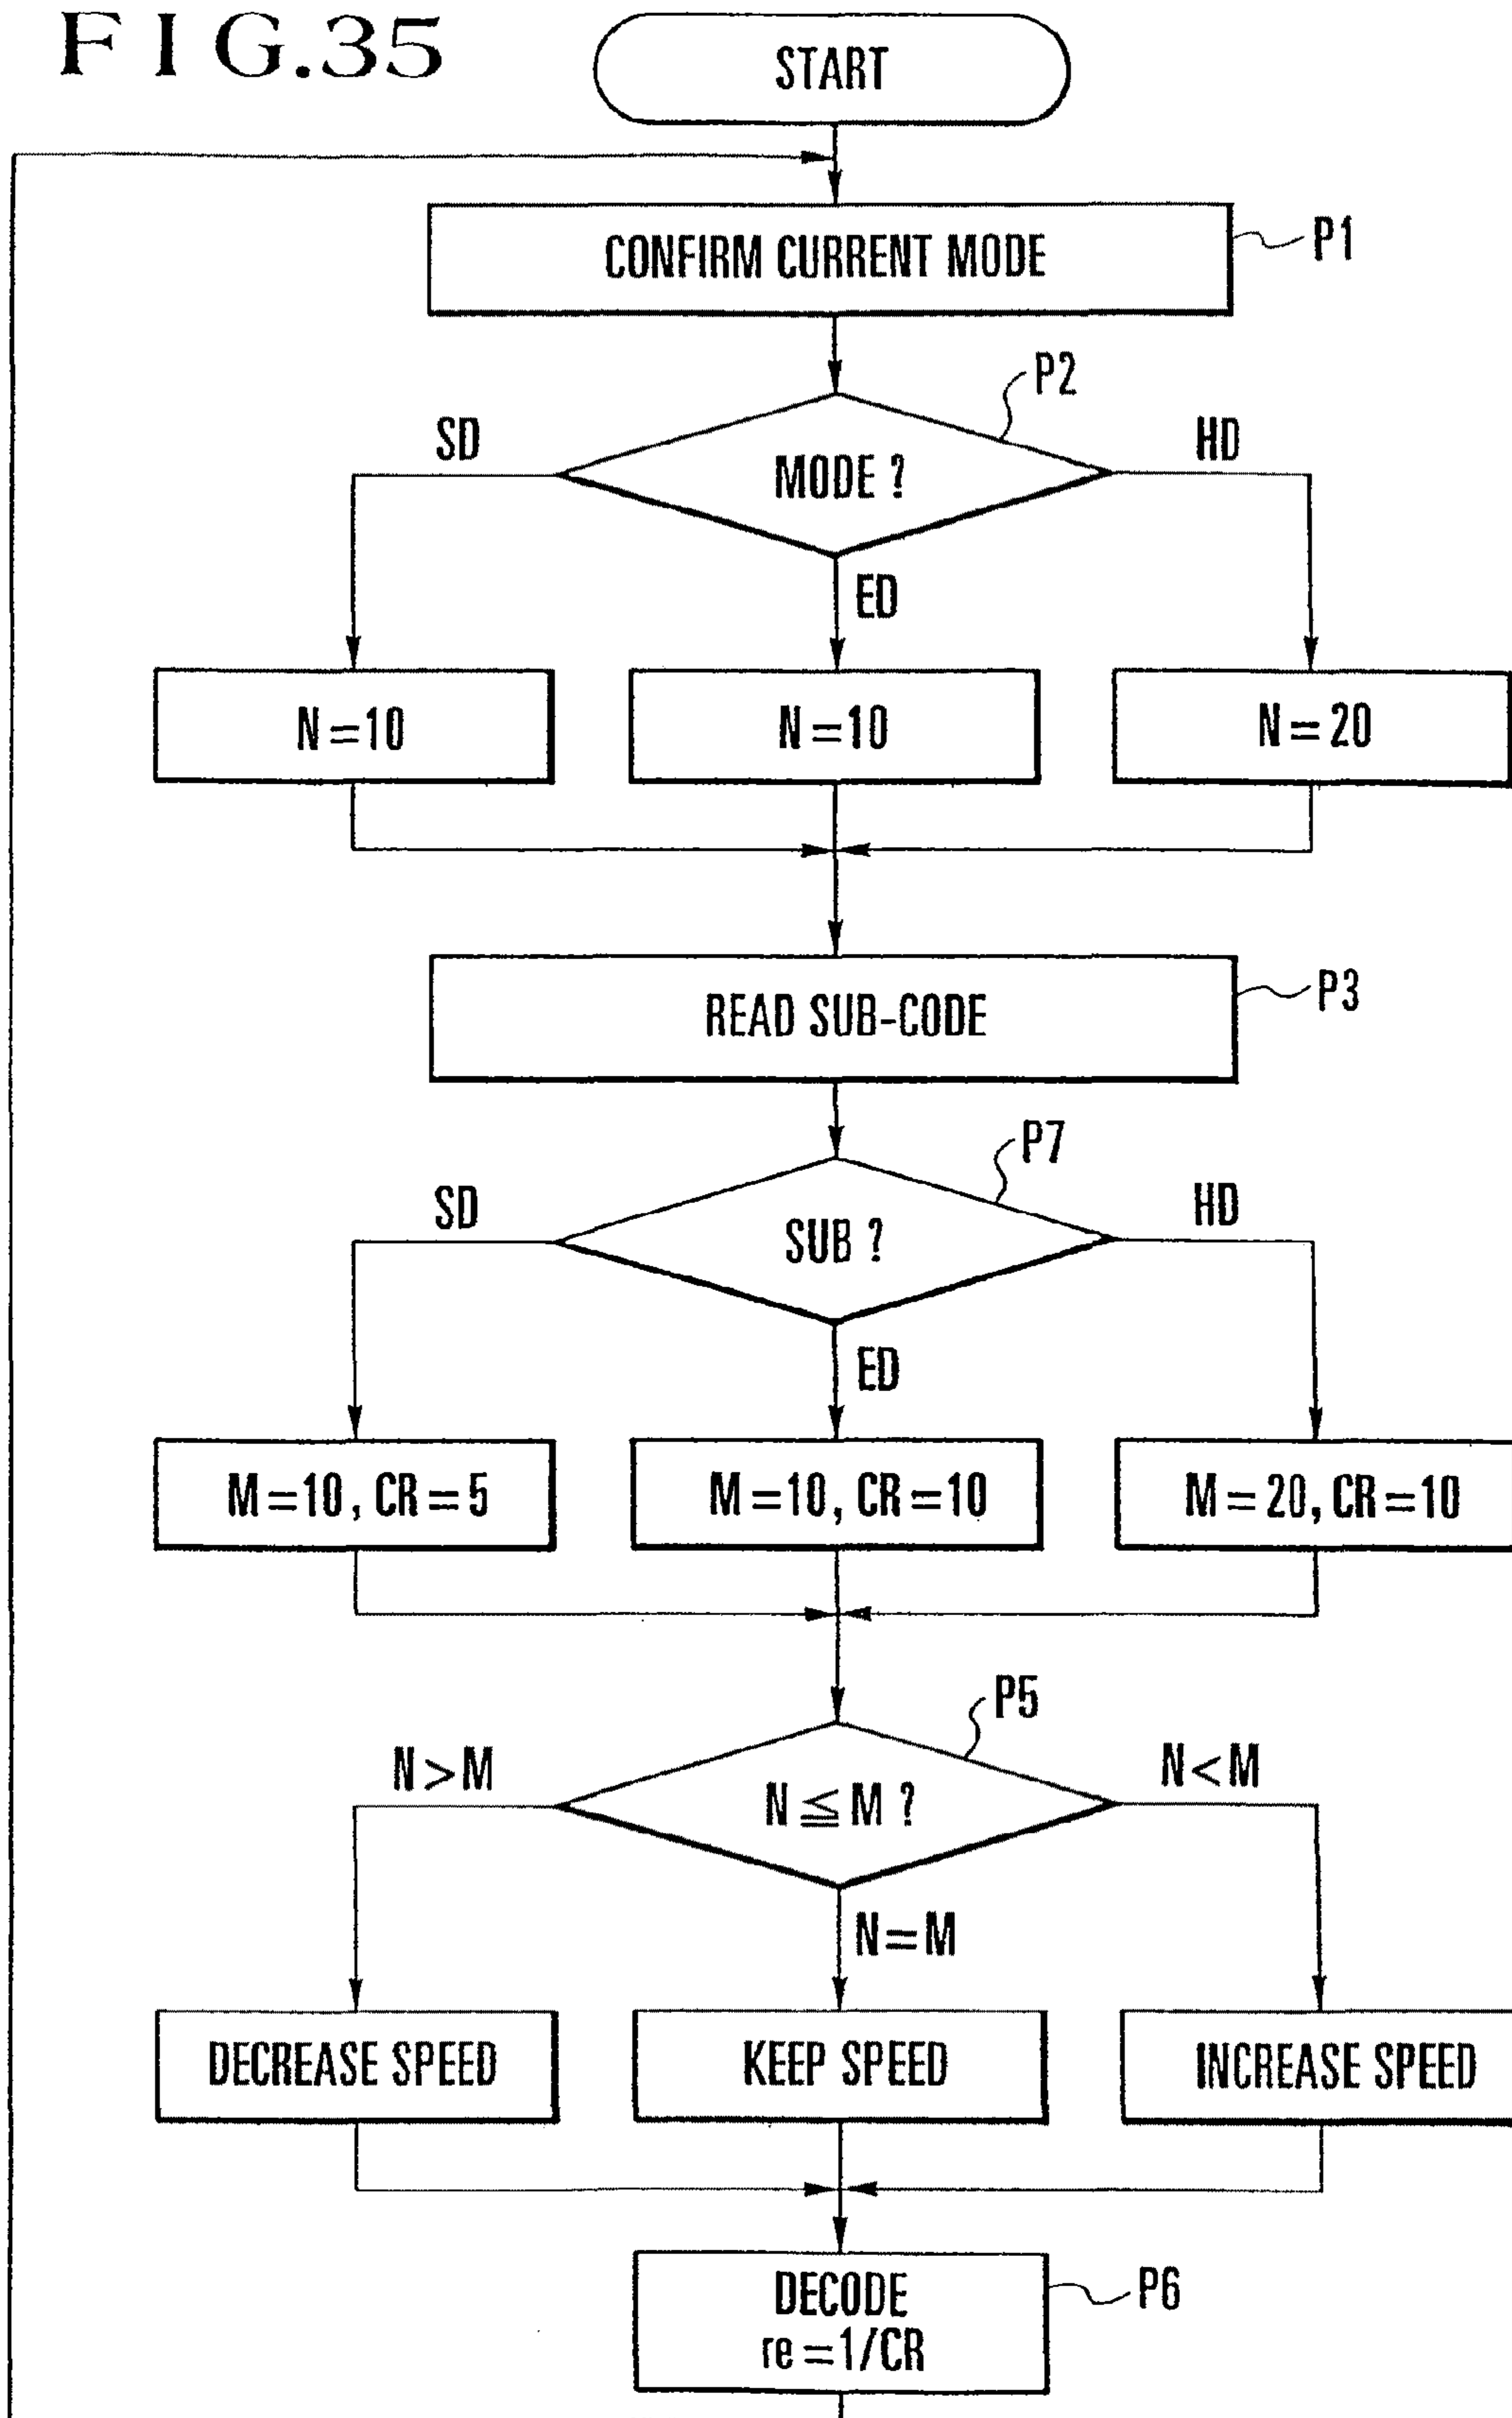 FIG.35
START
CONFIRM CURRENT MODE
P1
P2
SD
HD
MODE ?
ED
N=10
N=10
N=20
READ SUB-CODE
P3
P7
SD
HD
SUB ?
ED
M=10, CR=5
M=10, CR=10
M=20, CR=10
P5
N>M
N<M
N≦M ?
N=M
DECREASE SPEED
KEEP SPEED
INCREASE SPEED
DECODE
re=1/CR
P6